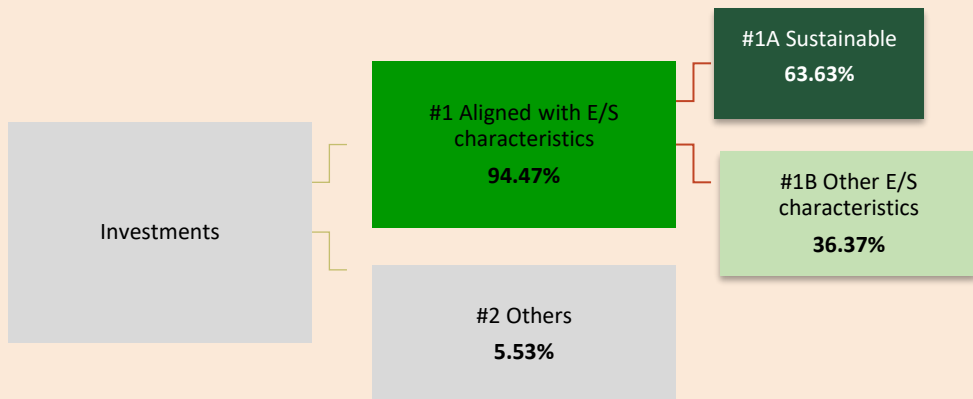 Investments
#1 Aligned with E/S
characteristics
94.47%
#2 Others
5.53%
#1A Sustainable
63.63%
#1B Other E/S
characteristics
36.37%